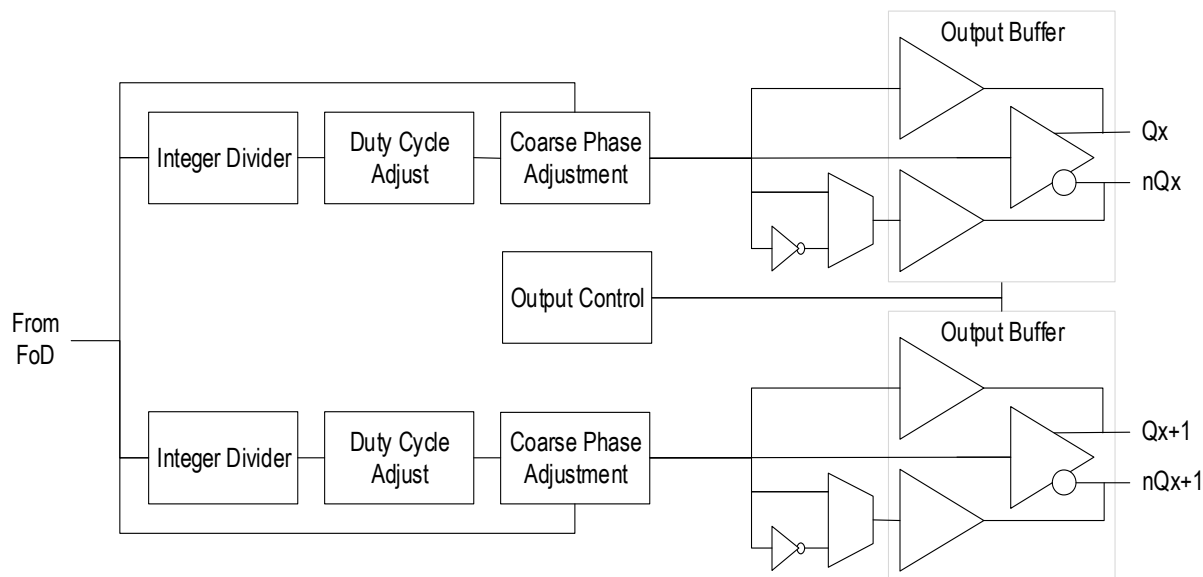 Output Buffer
Qx
nQx
Integer Divider
Duty Cycle
Adjust
Coarse Phase
Adjustment
Output Control
From
FoD
Output Buffer
Integer Divider
Duty Cycle
Adjust
Coarse Phase
Adjustment
Qx+1
nQx+1